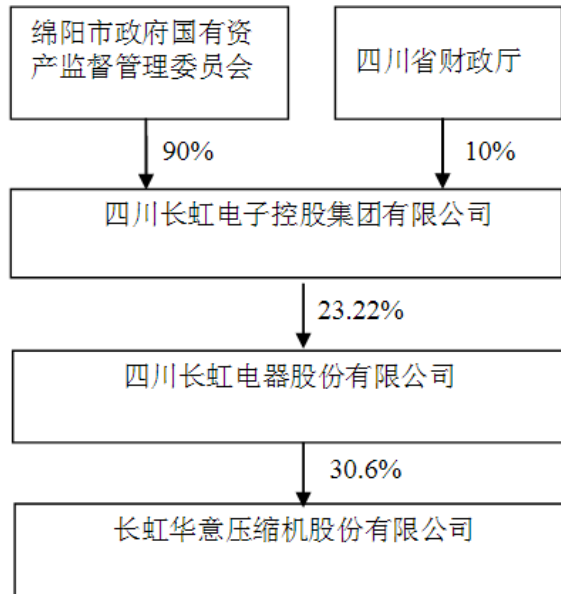 绵阳市政府国有资
产监督管理委员会
四川省财政厅
90%
10%
四川长虹电子控股集团有限公司
23.22%
四川长虹电器股份有限公司
30.6%
长虹华意压缩机股份有限公司